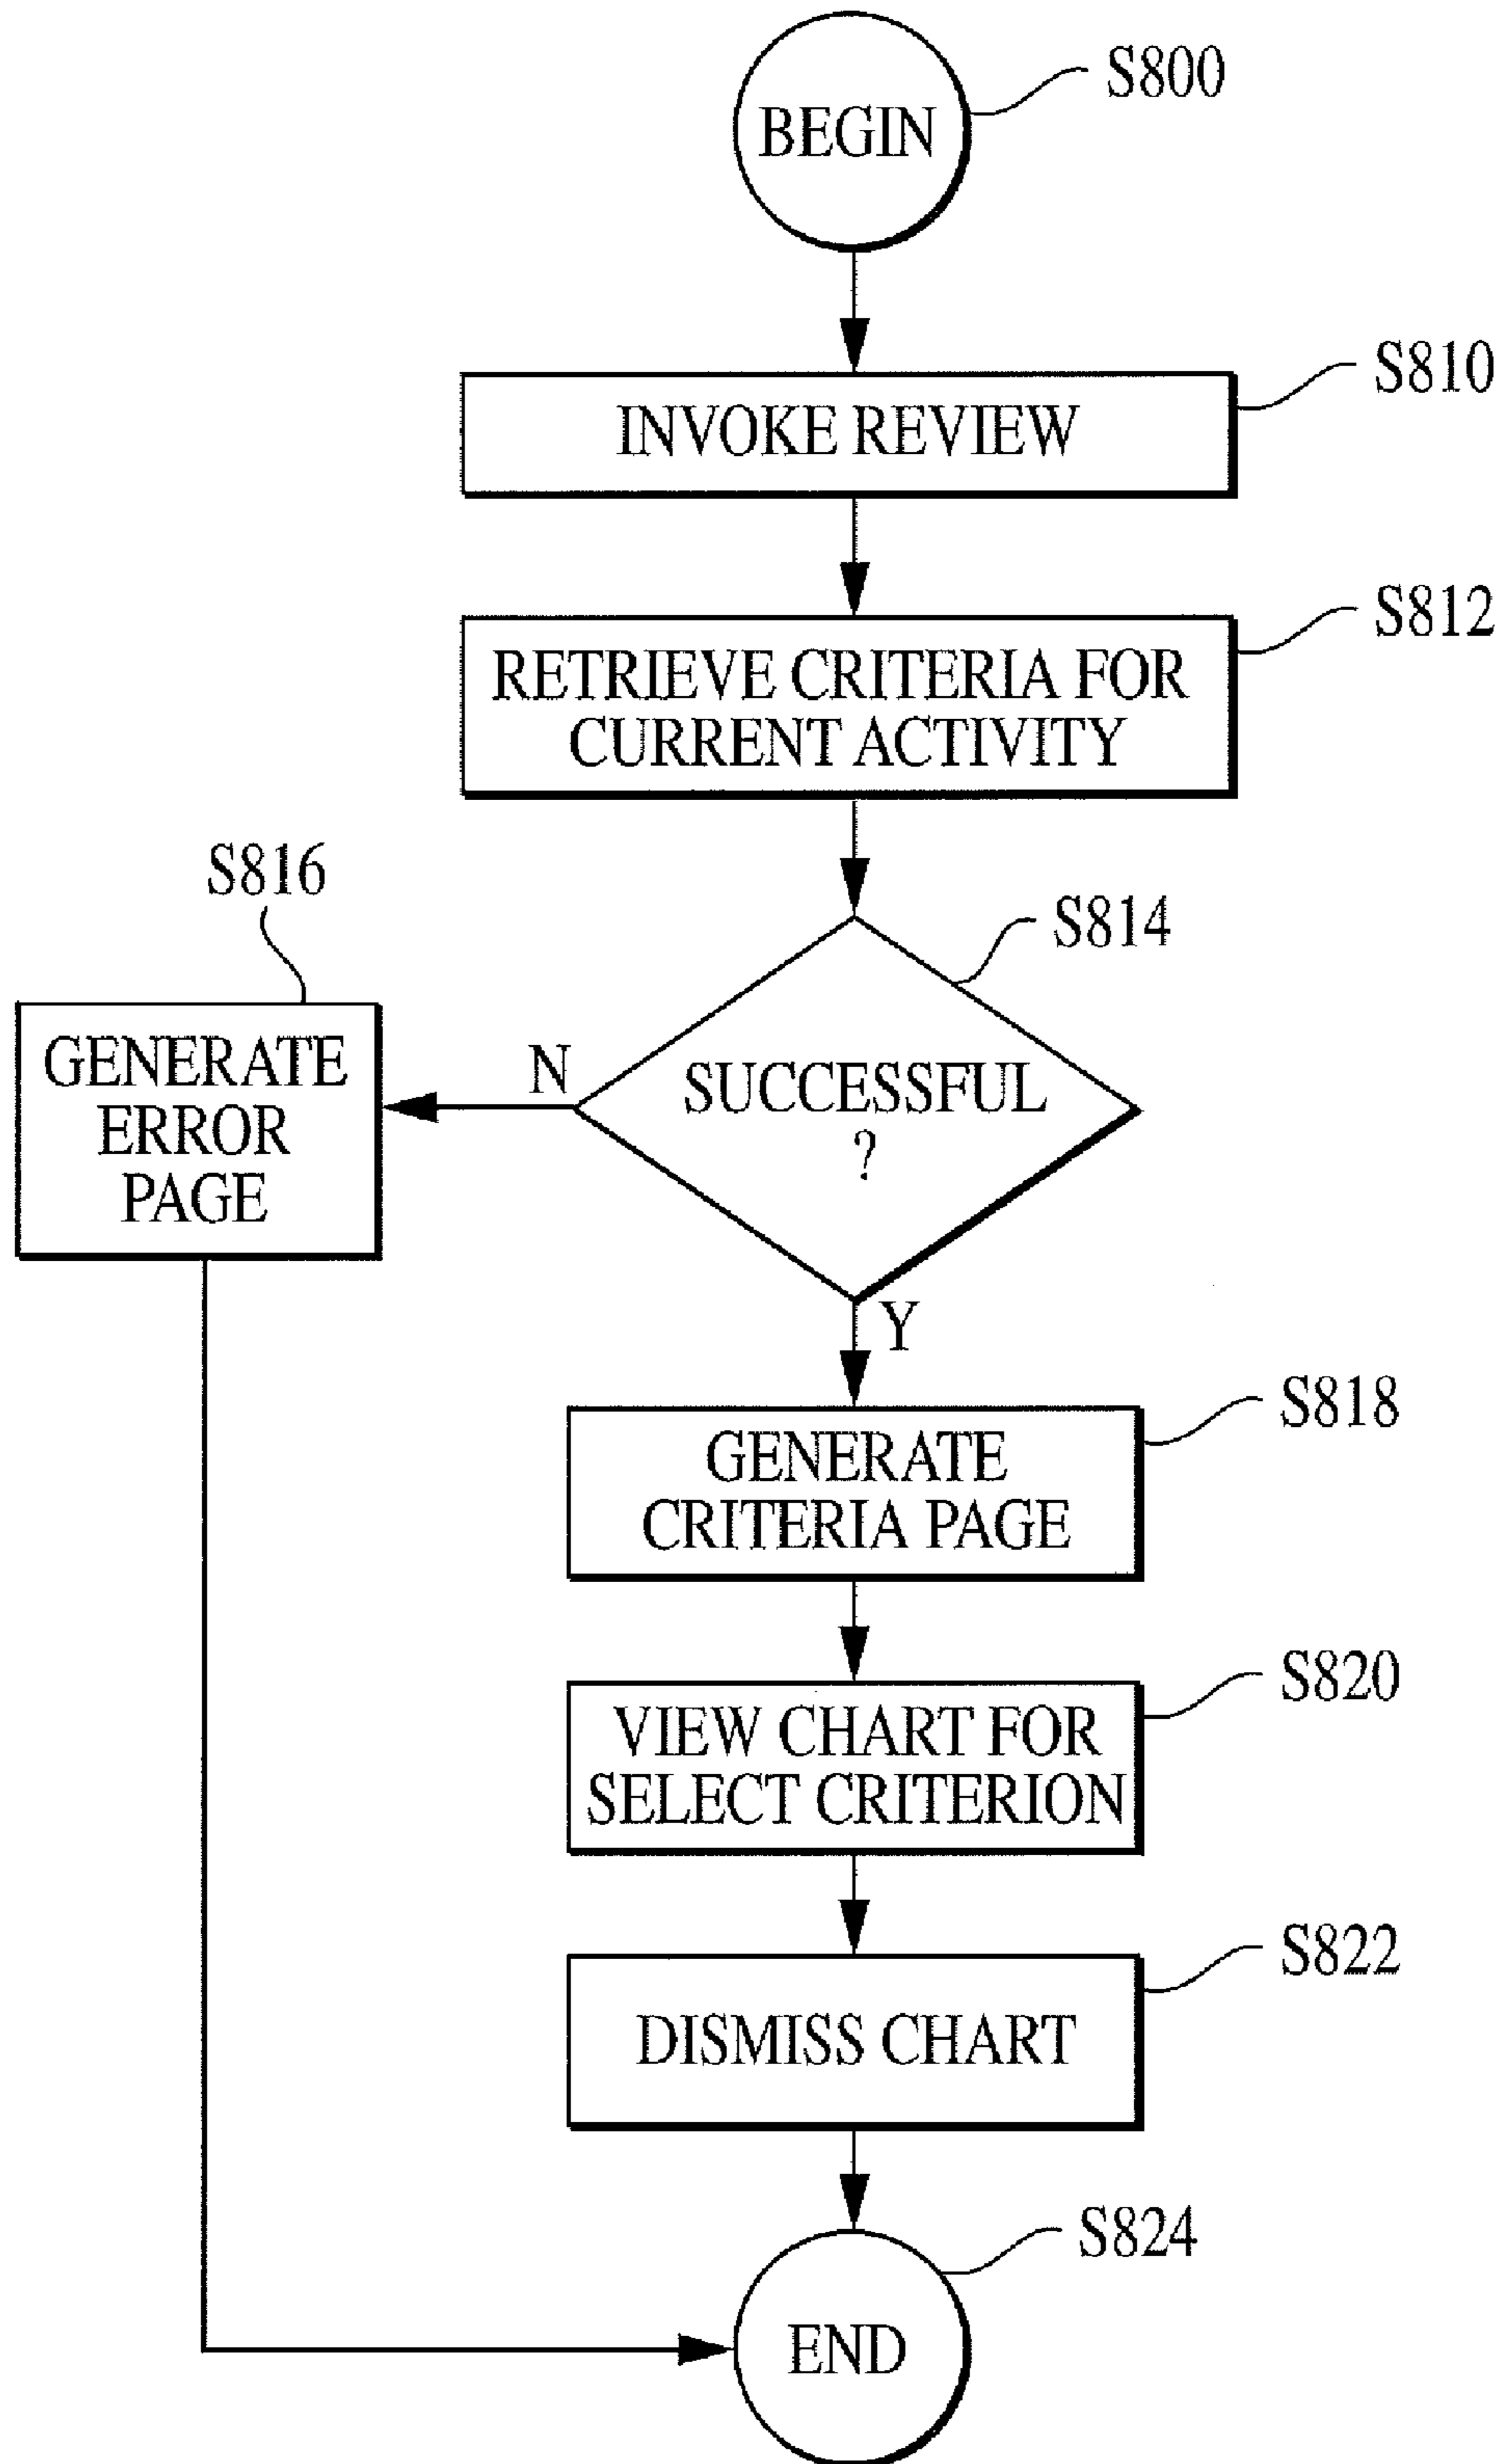 BEGIN
S800
INVOKE REVIEW
S810
RETRIEVE CRITERIA FOR
CURRENT ACTIVITY
S812
SUCCESSFUL
?
S814
N
GENERATE
ERROR
PAGE
S816
Y
GENERATE
CRITERIA PAGE
S818
VIEW CHART FOR
SELECT CRITERION
S820
DISMISS CHART
S822
END
S824